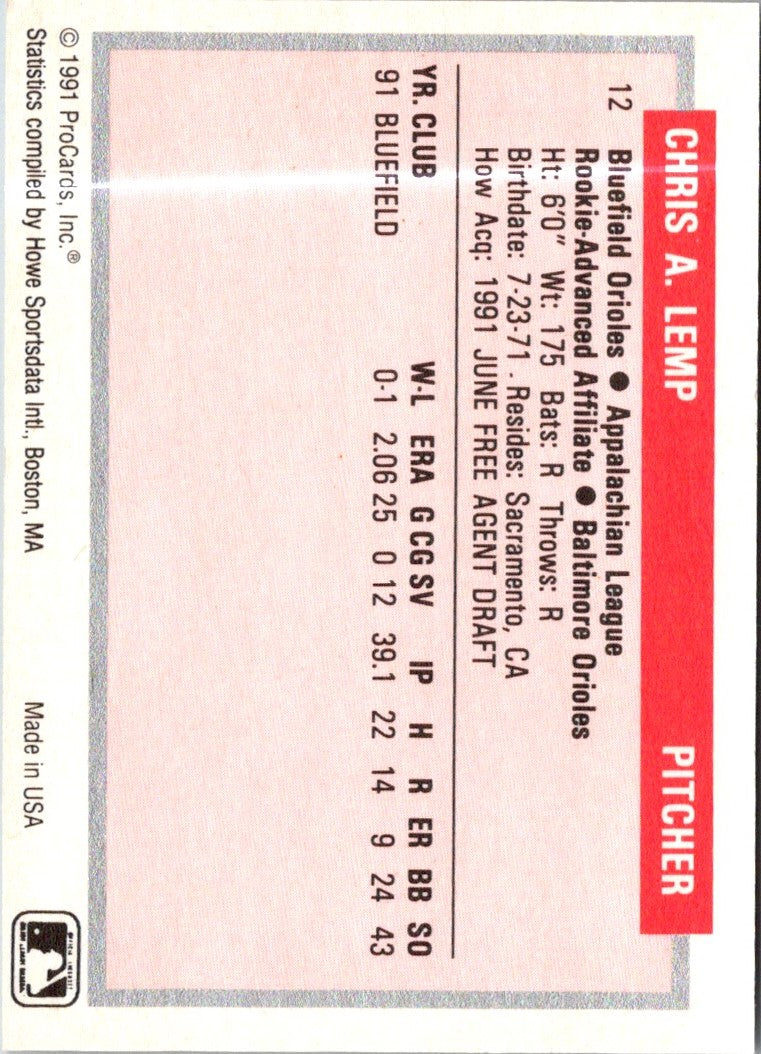 CHRIS A. LEMP PITCHER
12 Bluefield Orioles ● Appalachian League
Rookie-Advanced Affiliate ● Baltimore Orioles
Ht: 6'0" Wt: 175 Bats: R Throws: R
Birthdate: 7-23-71 . Resides: Sacramento, CA
How Acq: 1991 JUNE FREE AGENT DRAFT
YR. CLUB W-L ERA G CG SV IP H R ER BB SO
91 BLUEFIELD 0-1 2.06 25 0 12 39.1 22 14 9 24 43
© 1991 ProCards, Inc.®
Statistics compiled by Howe Sportsdata Intl., Boston, MA Made in USA